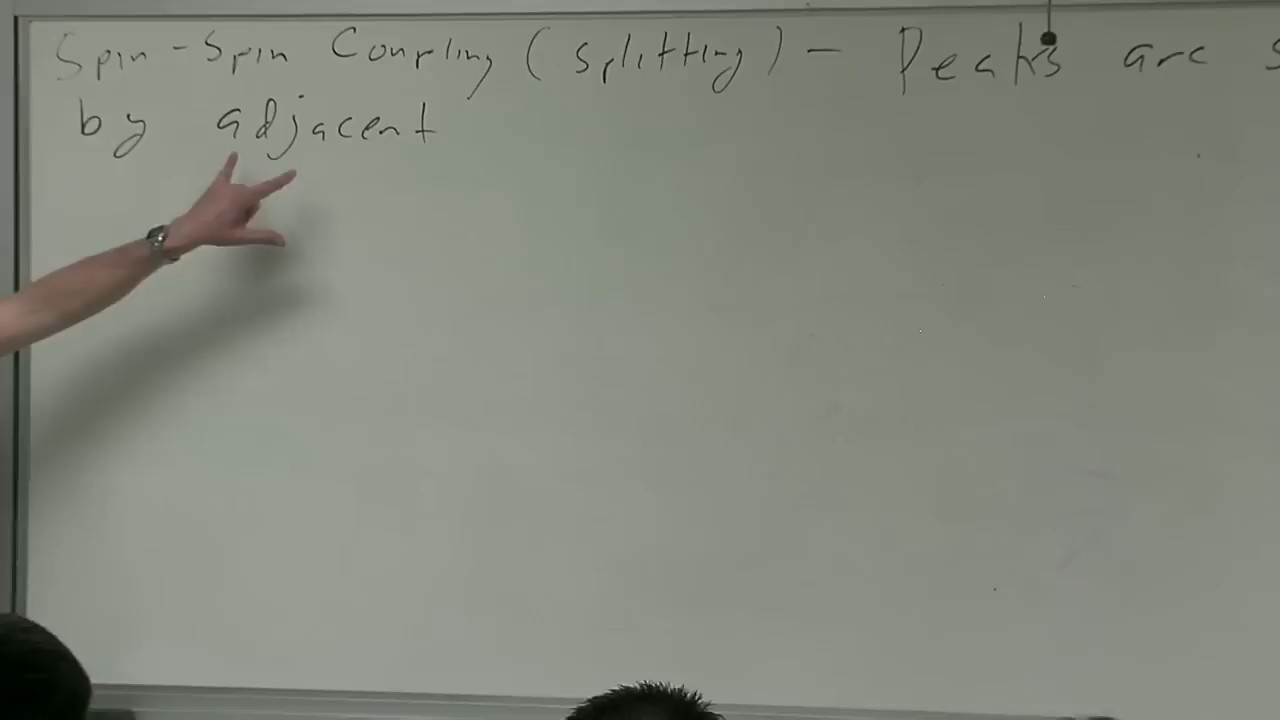 Spin-Spin Coupling (splitting) - Peaks are
by adjacent